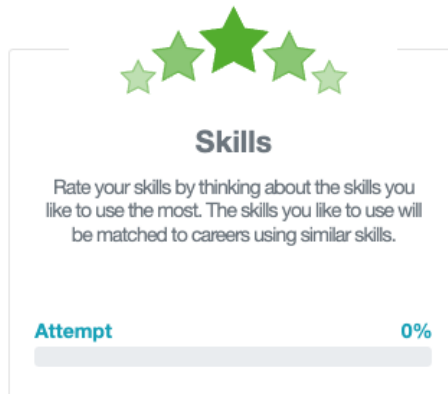 Skills
Rate your skills by thinking about the skills you
like to use the most. The skills you like to use will
be matched to careers using similar skills.
Attempt 0%